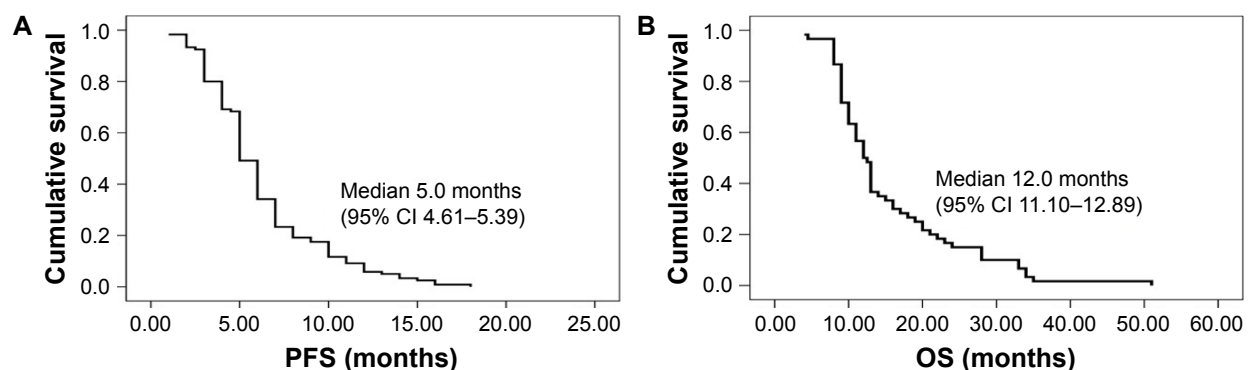 A
Cumulative survival
1.0
0.8
0.6
0.4
0.2
0.0
Median 5.0 months
(95% CI 4.61–5.39)
0.00 5.00 10.00 15.00 20.00 25.00
PFS (months)
B
Cumulative survival
1.0
0.8
0.6
0.4
0.2
0.0
Median 12.0 months
(95% CI 11.10–12.89)
0.00 10.00 20.00 30.00 40.00 50.00 60.00
OS (months)